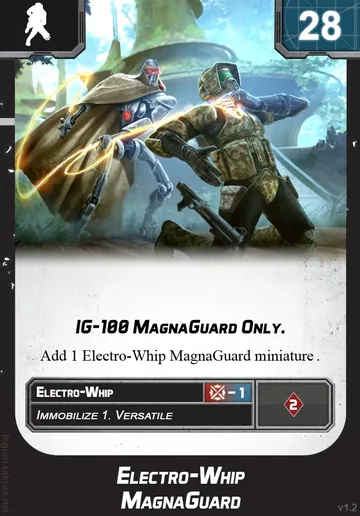 28
IG-100 MagnaGuard Only.
Add 1 Electro-Whip MagnaGuard miniature .
Electro-Whip - 1
Immobilize 1. Versatile
2
Electro-Whip
MagnaGuard
v1.2